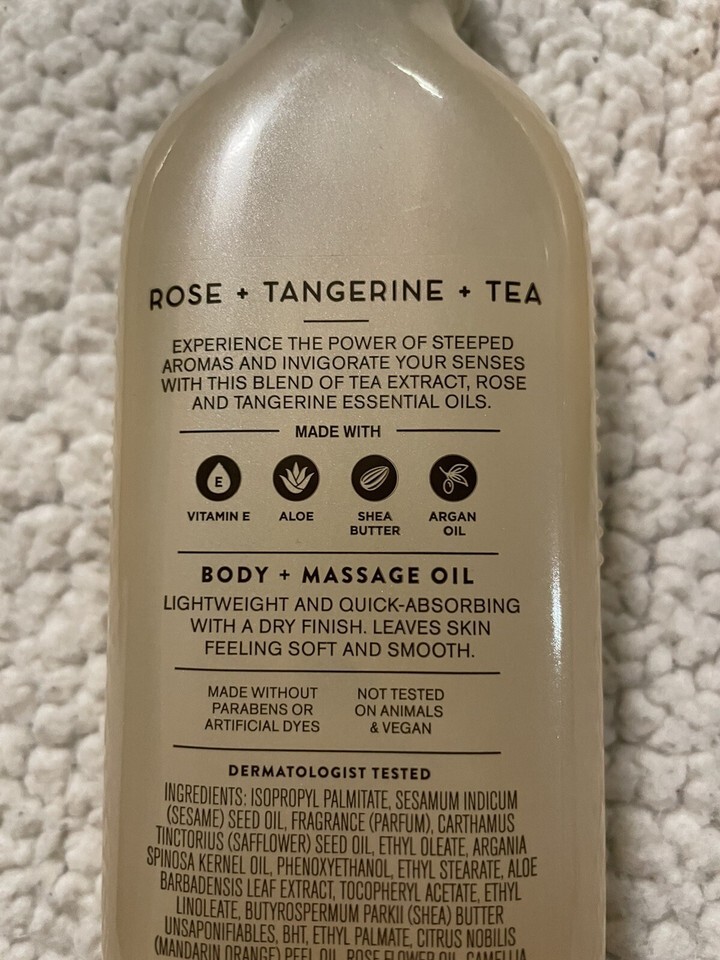 ROSE + TANGERINE + TEA
EXPERIENCE THE POWER OF STEEPED
AROMAS AND INVIGORATE YOUR SENSES
WITH THIS BLEND OF TEA EXTRACT, ROSE
AND TANGERINE ESSENTIAL OILS.
MADE WITH
E
VITAMIN E ALOE SHEA BUTTER ARGAN OIL
BODY + MASSAGE OIL
LIGHTWEIGHT AND QUICK-ABSORBING
WITH A DRY FINISH. LEAVES SKIN
FEELING SOFT AND SMOOTH.
MADE WITHOUT
PARABENS OR
ARTIFICIAL DYES
NOT TESTED
ON ANIMALS
& VEGAN
DERMATOLOGIST TESTED
INGREDIENTS: ISOPROPYL PALMITATE, SESAMUM INDICUM
(SESAME) SEED OIL, FRAGRANCE (PARFUM), CARTHAMUS
TINCTORIUS (SAFFLOWER) SEED OIL, ETHYL OLEATE, ARGANIA
SPINOSA KERNEL OIL, PHENOXYETHANOL, ETHYL STEARATE, ALOE
BARBADENSIS LEAF EXTRACT, TOCOPHERYL ACETATE, ETHYL
LINOLEATE, BUTYROSPERMUM PARKII (SHEA) BUTTER
UNSAPONIFIABLES, BHT, ETHYL PALMATE, CITRUS NOBILIS
(MANDARIN ORANGE) PEEL OIL, ROSE FLOWER OIL, CAMELLIA